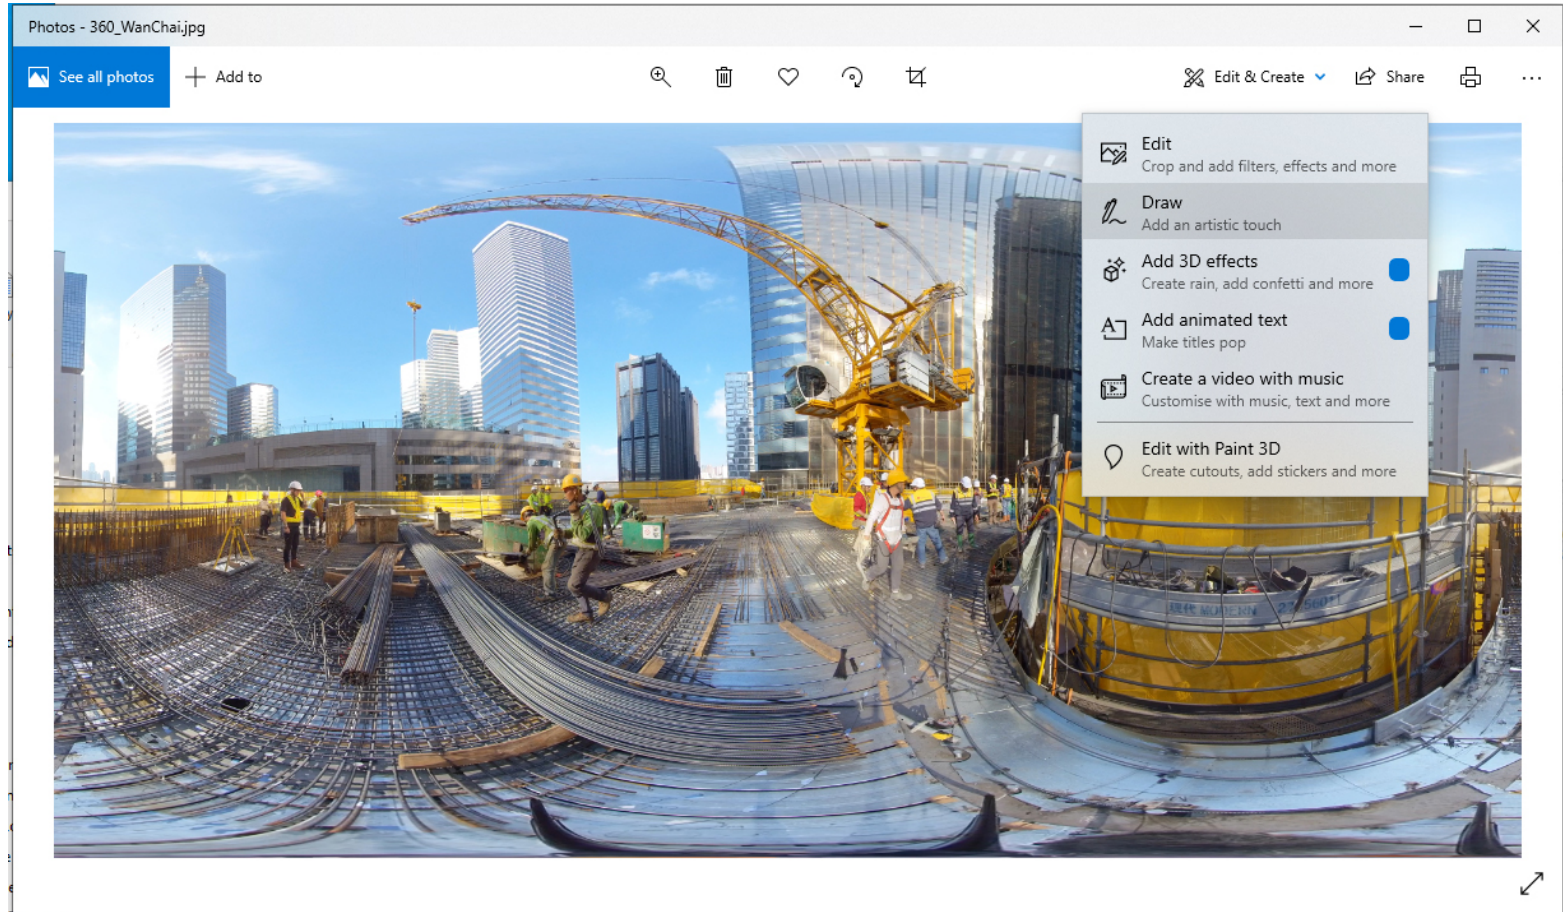 Photos - 360_WanChai.jpg
See all photos
Add to
Edit & Create
Share
Edit
Crop and add filters, effects and more
Draw
Add an artistic touch
Add 3D effects
Create rain, add confetti and more
Add animated text
Make titles pop
Create a video with music
Customise with music, text and more
Edit with Paint 3D
Create cutouts, add stickers and more
現代 MODERN